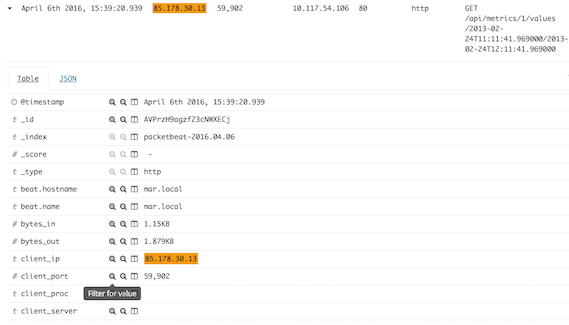 April 6th 2016, 15:39:20.939 85.178.30.13 59,902 10.117.54.106 80 http GET
/api/metrics/1/values
/2013-02-
24T11:11:41.969000/2013-
02-24T12:11:41.969000
Table JSON
@timestamp April 6th 2016, 15:39:20.939
t _id AVPrzH9agzf23cNWXECj
t _index packetbeat-2016.04.06
# _score -
t _type http
t beat.hostname mar.local
t beat.name mar.local
# bytes_in 1.15KB
# bytes_out 1.879KB
t client_ip 85.178.30.13
# client_port 59,902
t client_proc Filter for value
t client_server